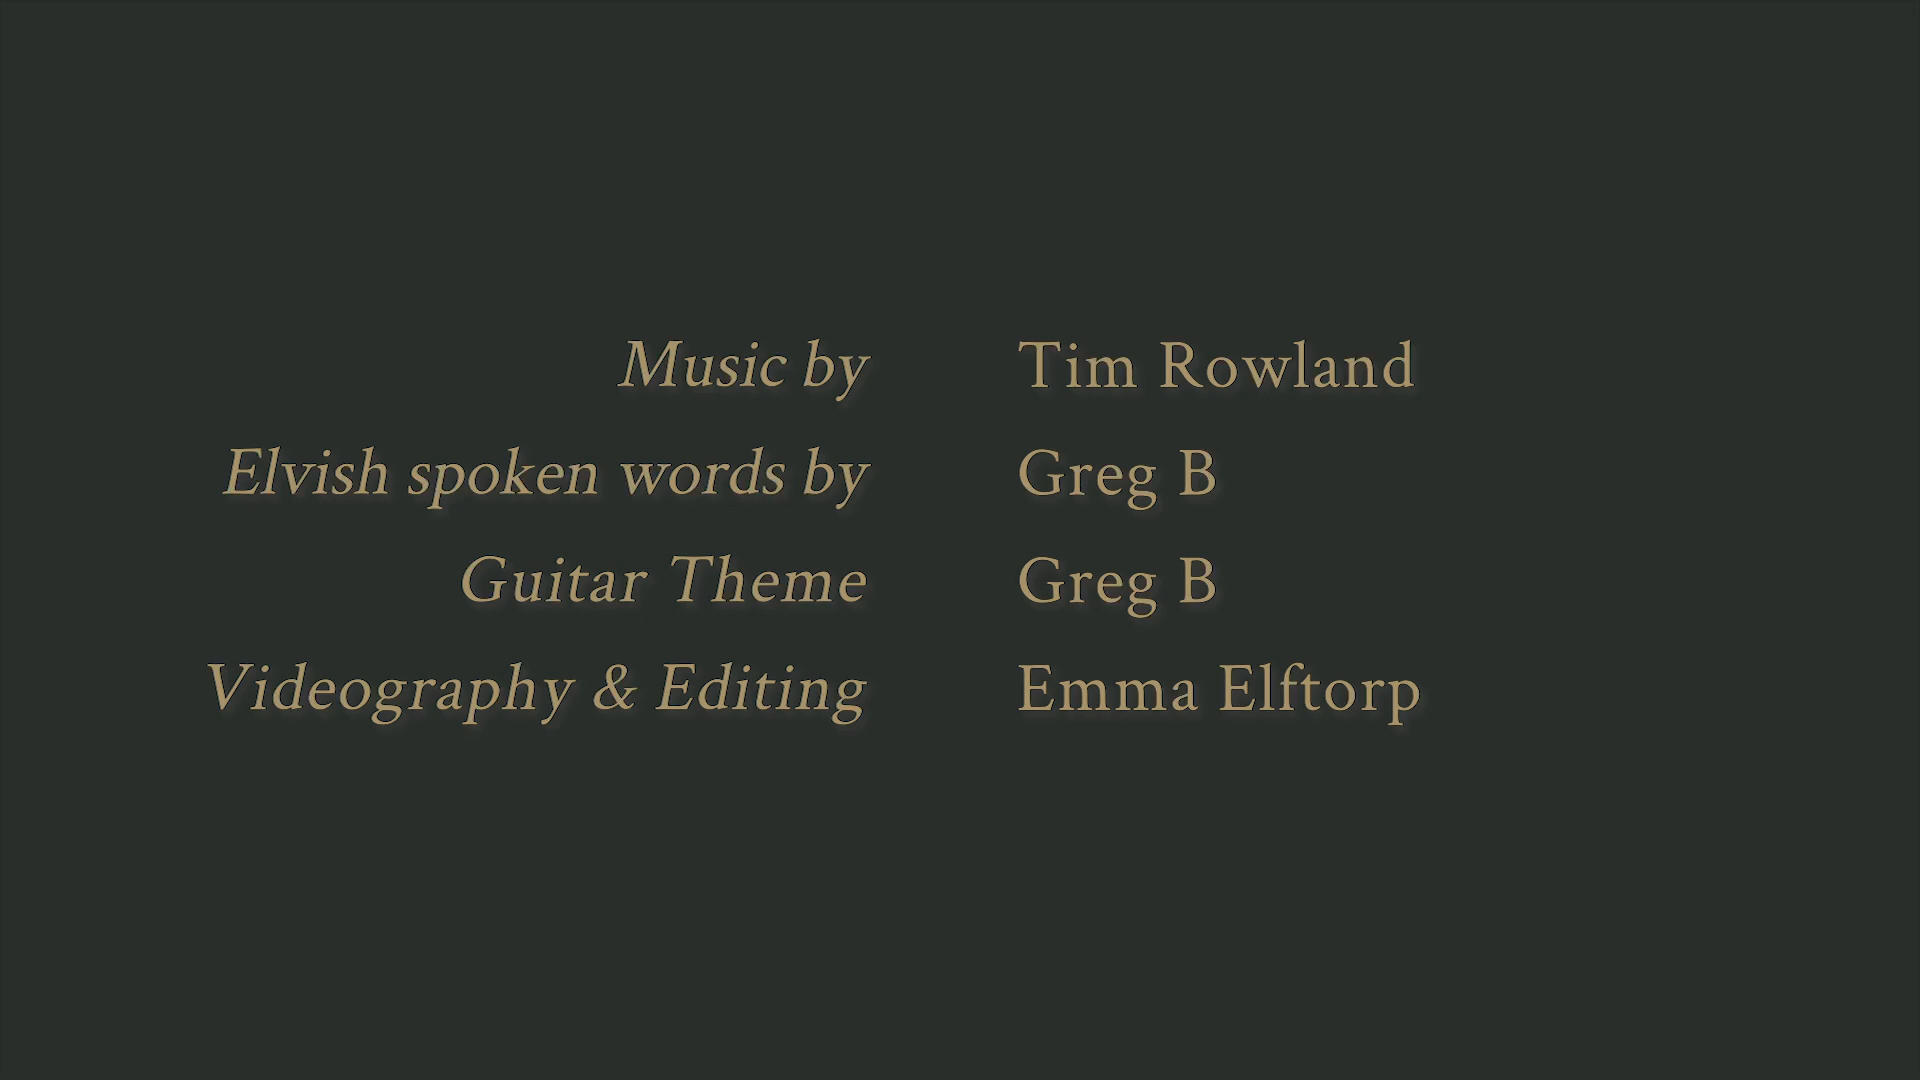 Music by Tim Rowland
Elvish spoken words by Greg B
Guitar Theme Greg B
Videography & Editing Emma Elftorp